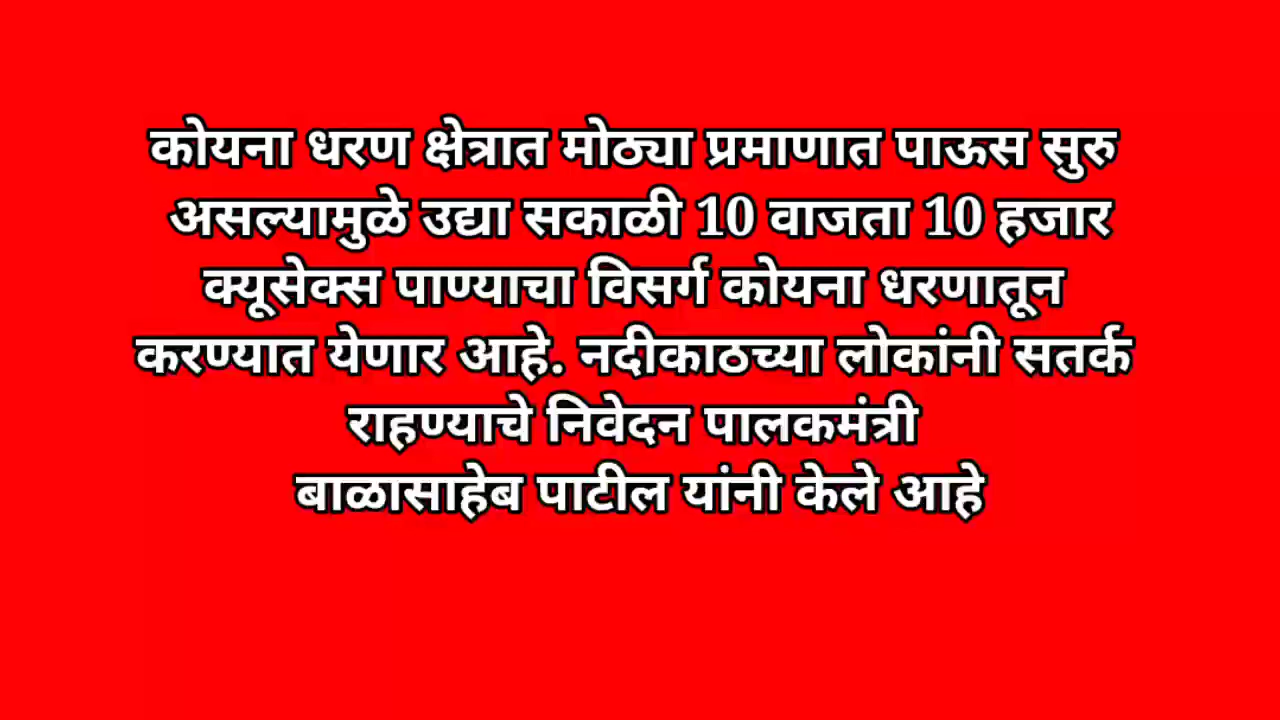 कोयना धरण क्षेत्रात मोठ्या प्रमाणात पाऊस सुरु
असल्यामुळे उद्या सकाळी 10 वाजता 10 हजार
क्यूसेक्स पाण्याचा विसर्ग कोयना धरणातून
करण्यात येणार आहे. नदीकाठच्या लोकांनी सतर्क
राहण्याचे निवेदन पालकमंत्री
बाळासाहेब पाटील यांनी केले आहे